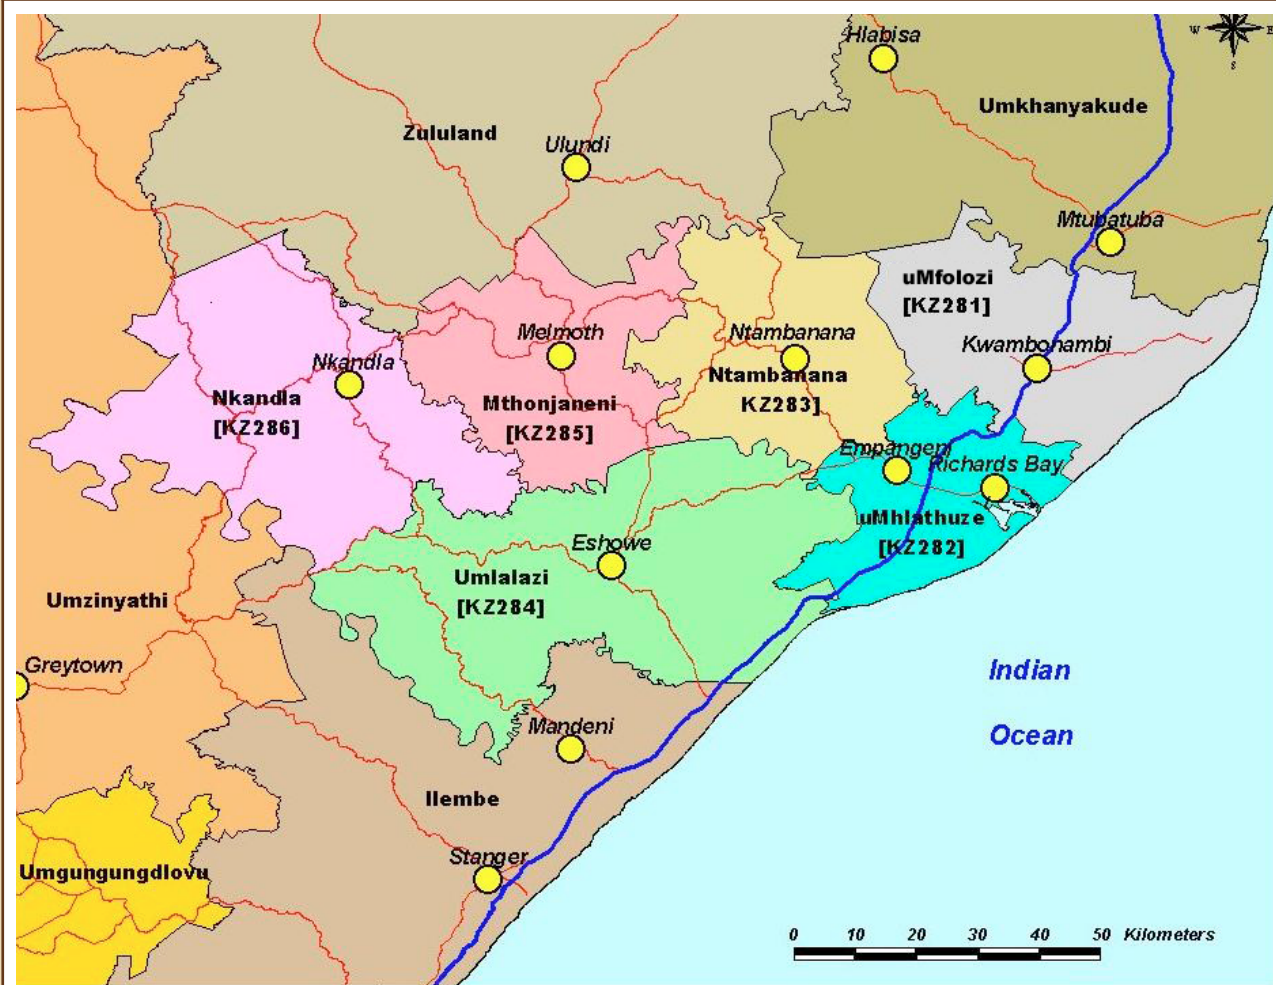 Hlabisa
W
E
S
Umkhanyakude
Zululand
Ulundi
Mtubatuba
uMfolozi
[KZ281]
Melmoth
Ntambanana
Kwambonambi
Nkandla
Ntambanana
KZ283]
Nkandla
[KZ286]
Mthonjaneni
[KZ285]
Empangeni
Richards Bay
uMhlathuze
[KZ282]
Eshowe
Umlalazi
[KZ284]
Umzinyathi
Greytown
Indian
Ocean
Mandeni
Ilembe
Stanger
Umgungungdlovu
0 10 20 30 40 50 Kilometers